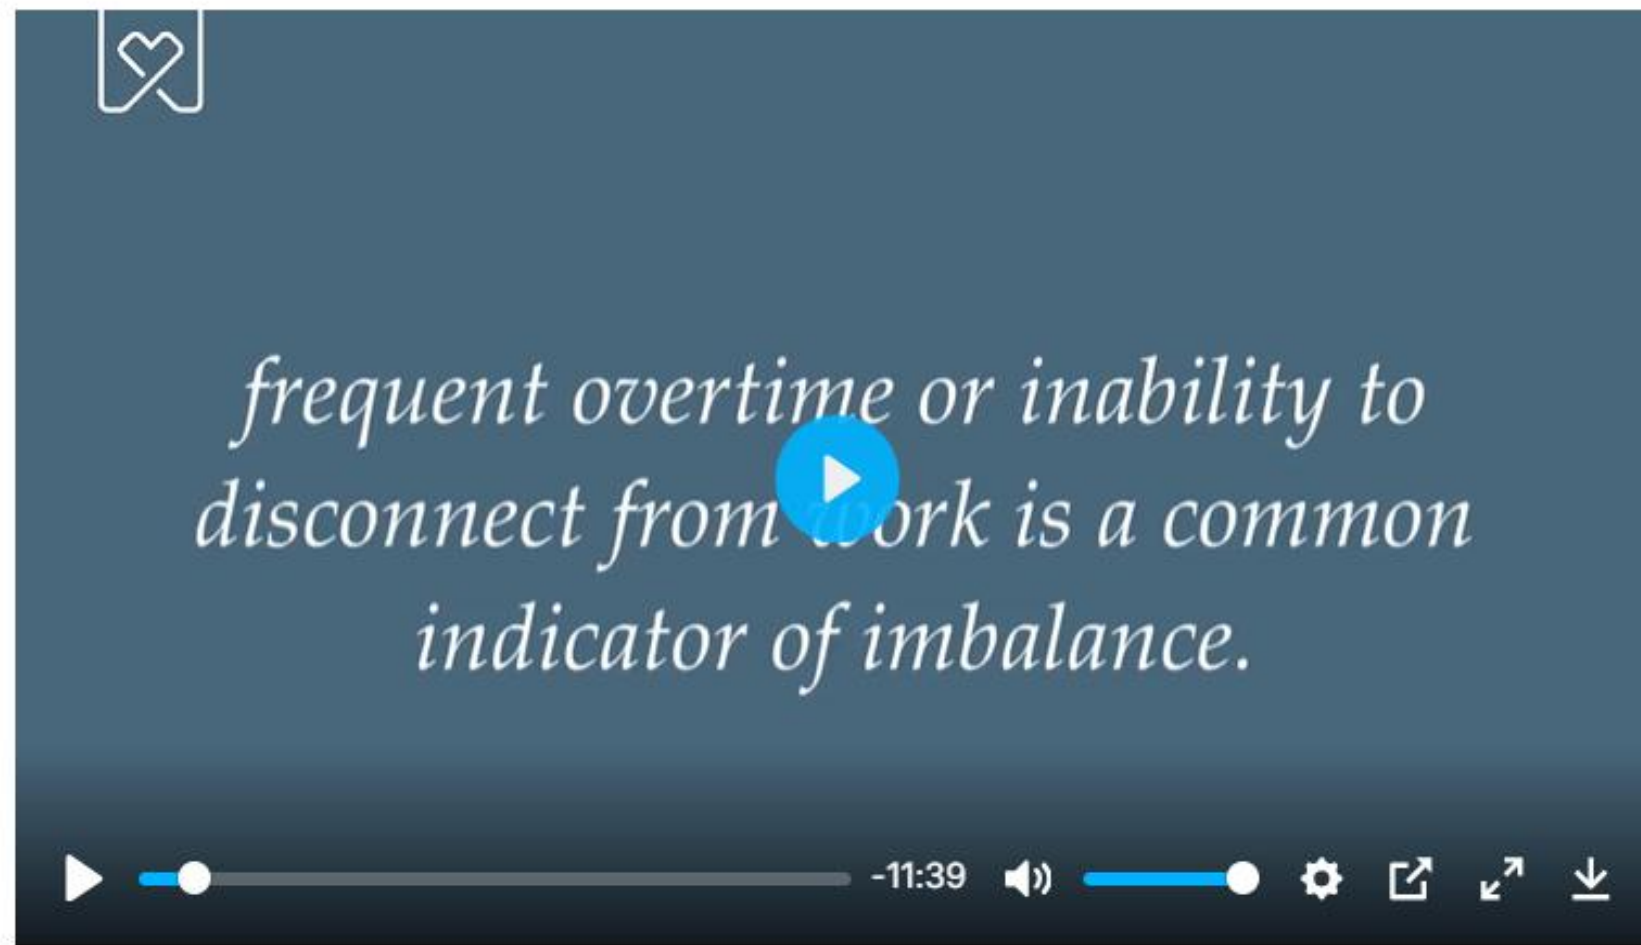 frequent overtime or inability to
disconnect from work is a common
indicator of imbalance.
-11:39